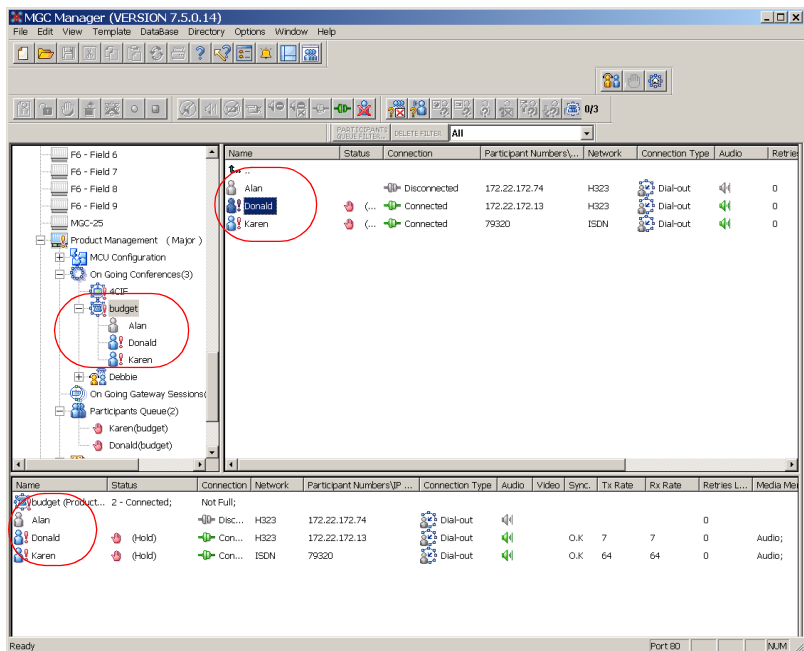 MGC Manager (VERSION 7.5.0.14)
File Edit View Template DataBase Directory Options Window Help
0/3
PARTICIPANTS QUEUE FILTER... DELETE FILTER All
F6 - Field 6
F6 - Field 7
F6 - Field 8
F6 - Field 9
MGC-25
Product Management (Major )
MCU Configuration
On Going Conferences(3)
4CIF
budget
Alan
Donald
Karen
Debbie
On Going Gateway Sessions(
Participants Queue(2)
Karen(budget)
Donald(budget)
Name Status Connection Participant Numbers\... Network Connection Type Audio Retries
..
Alan Disconnected 172.22.172.74 H323 Dial-out 0
Donald (... Connected 172.22.172.13 H323 Dial-out 0
Karen (... Connected 79320 ISDN Dial-out 0
Name Status Connection Network Participant Numbers\IP ... Connection Type Audio Video Sync. Tx Rate Rx Rate Retries L... Media Mer
budget (Product... 2 - Connected; Not Full;
Alan Disc... H323 172.22.172.74 Dial-out 0
Donald (Hold) Con... H323 172.22.172.13 Dial-out O.K 7 7 0 Audio;
Karen (Hold) Con... ISDN 79320 Dial-out O.K 64 64 0 Audio;
Ready Port 80 NUM